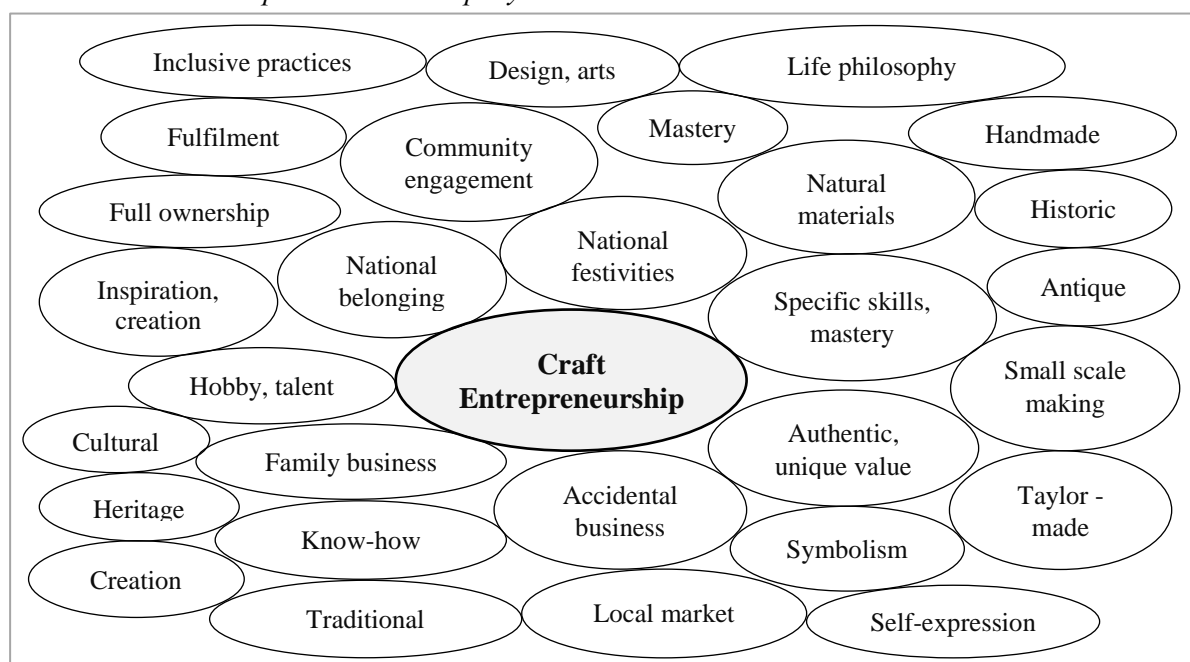 Inclusive practices
Design, arts
Life philosophy
Fulfilment
Community
engagement
Mastery
Handmade
Full ownership
Natural
materials
Historic
National
belonging
National
festivities
Inspiration,
creation
Specific skills,
mastery
Antique
Hobby, talent
Craft
Entrepreneurship
Small scale
making
Cultural
Family business
Authentic,
unique value
Heritage
Accidental
business
Taylor -
made
Know-how
Symbolism
Creation
Traditional
Local market
Self-expression